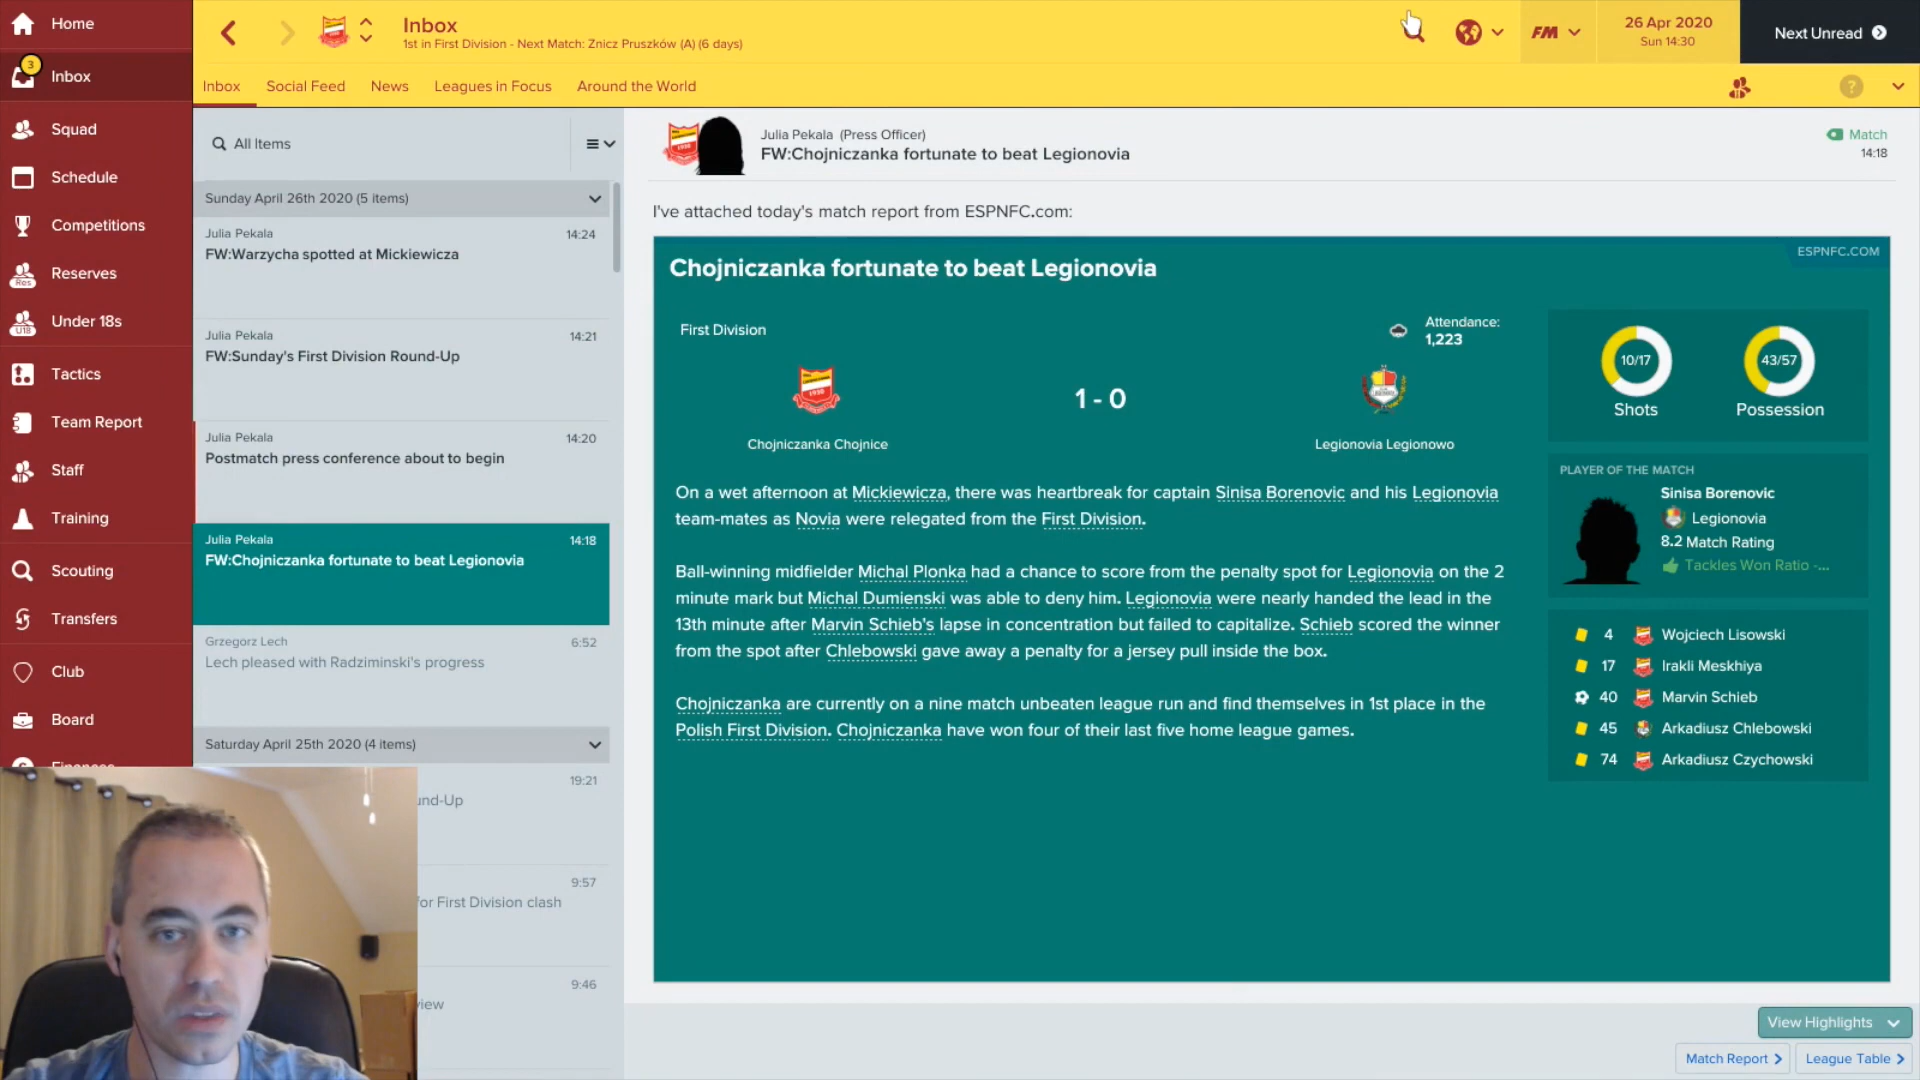 Home
Inbox
3
Squad
Schedule
Competitions
Reserves
Under 18s
Tactics
Team Report
Staff
Training
Scouting
Transfers
Club
Board
Inbox
1st in First Division - Next Match: Znicz Pruszków (A) (6 days)
FM
26 Apr 2020
Sun 14:30
Next Unread
Inbox
Social Feed
News
Leagues in Focus
Around the World
?
All Items
Sunday April 26th 2020 (5 items)
Julia Pekala 14:24
FW:Warzycha spotted at Mickiewicza
Julia Pekala 14:21
FW:Sunday's First Division Round-Up
Julia Pekala 14:20
Postmatch press conference about to begin
Julia Pekala 14:18
FW:Chojniczanka fortunate to beat Legionovia
Grzegorz Lech 6:52
Lech pleased with Radziminski's progress
Saturday April 25th 2020 (4 items)
19:21
und-Up
9:57
for First Division clash
9:46
view
Julia Pekala (Press Officer)
FW:Chojniczanka fortunate to beat Legionovia
Match
14:18
I've attached today's match report from ESPNFC.com:
ESPNFC.COM
Chojniczanka fortunate to beat Legionovia
First Division
Attendance:
1,223
1 - 0
Chojniczanka Chojnice
Legionovia Legionowo
On a wet afternoon at Mickiewicza, there was heartbreak for captain Sinisa Borenovic and his Legionovia
team-mates as Novia were relegated from the First Division.
Ball-winning midfielder Michal Plonka had a chance to score from the penalty spot for Legionovia on the 2
minute mark but Michal Dumienski was able to deny him. Legionovia were nearly handed the lead in the
13th minute after Marvin Schieb's lapse in concentration but failed to capitalize. Schieb scored the winner
from the spot after Chlebowski gave away a penalty for a jersey pull inside the box.
Chojniczanka are currently on a nine match unbeaten league run and find themselves in 1st place in the
Polish First Division. Chojniczanka have won four of their last five home league games.
10/17
Shots
43/57
Possession
PLAYER OF THE MATCH
Sinisa Borenovic
Legionovia
8.2 Match Rating
Tackles Won Ratio -...
4 Wojciech Lisowski
17 Irakli Meskhiya
40 Marvin Schieb
45 Arkadiusz Chlebowski
74 Arkadiusz Czychowski
View Highlights
Match Report
League Table